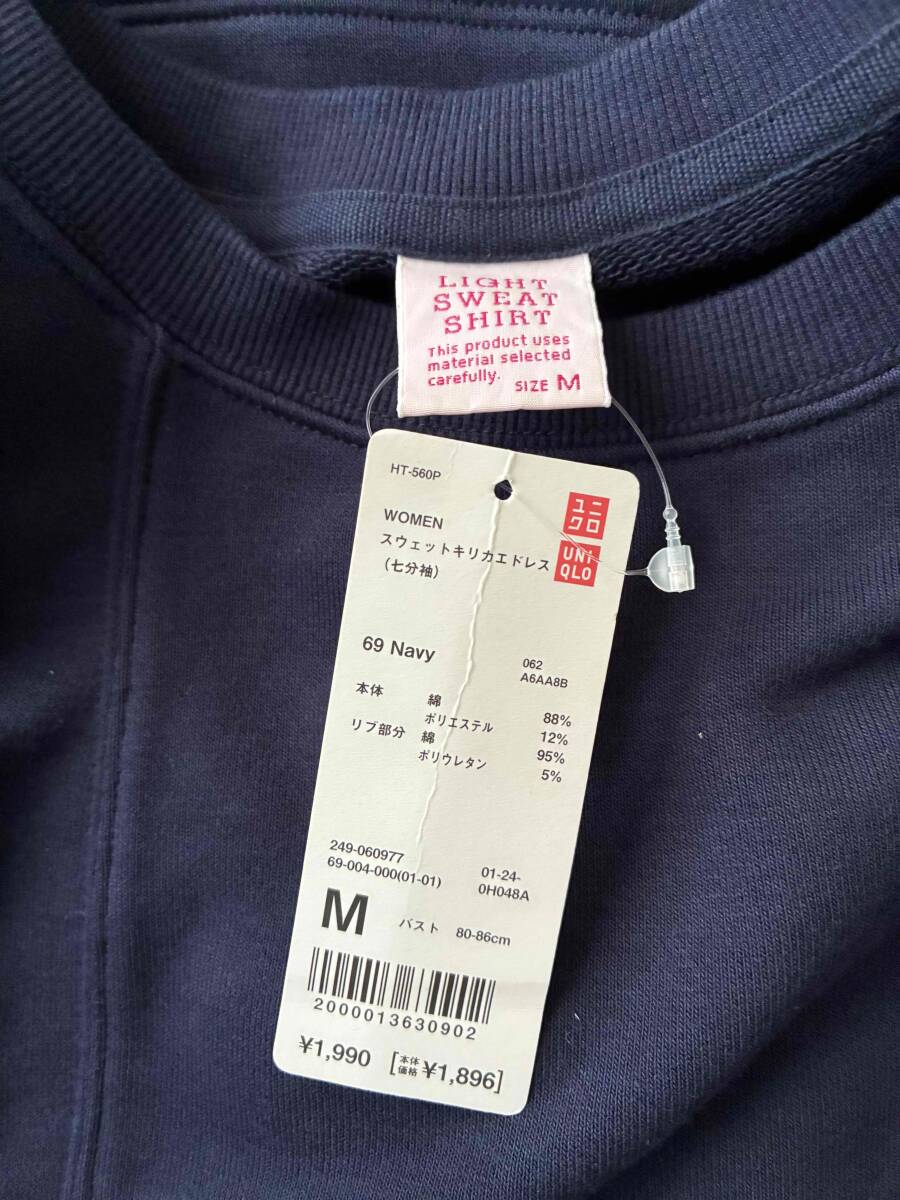 LIGHT
SWEAT
SHIRT
This product uses
material selected
carefully. SIZE M
HT-560P
WOMEN
スウェットキリカエドレス
(七分袖)
ユニ
クロ
UNI
QLO
69 Navy
062
A6AA8B
本体 綿 88%
ポリエステル 12%
リブ部分 綿 95%
ポリウレタン 5%
249-060977
69-004-000(01-01)
01-24-
0H048A
M バスト 80-86cm
2000013630902
¥1,990 [本体価格 ¥1,896]